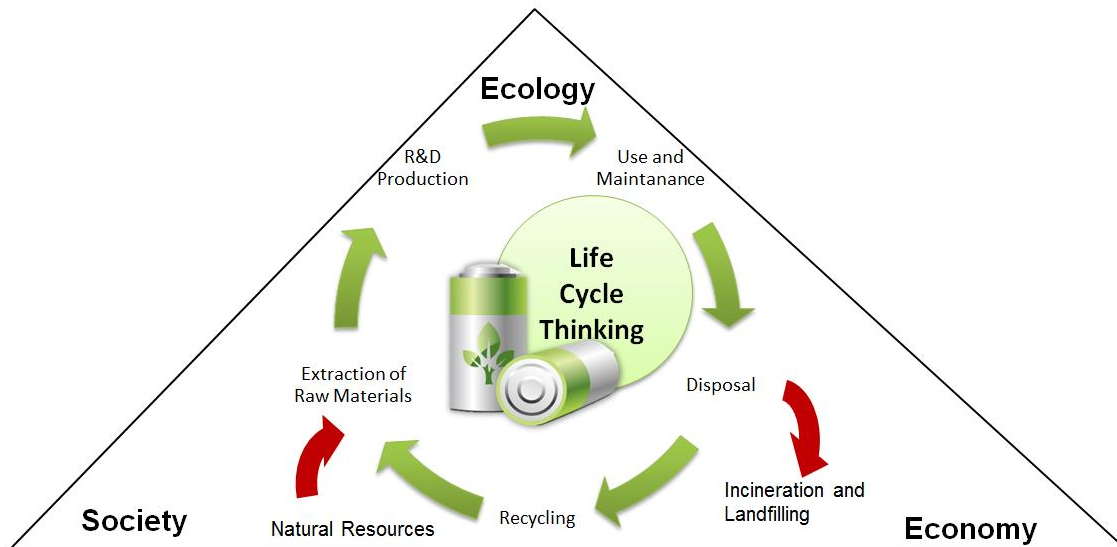 Ecology
R&D
Production
Use and
Maintanance
Life
Cycle
Thinking
Extraction of
Raw Materials
Disposal
Incineration and
Landfilling
Recycling
Natural Resources
Society
Economy